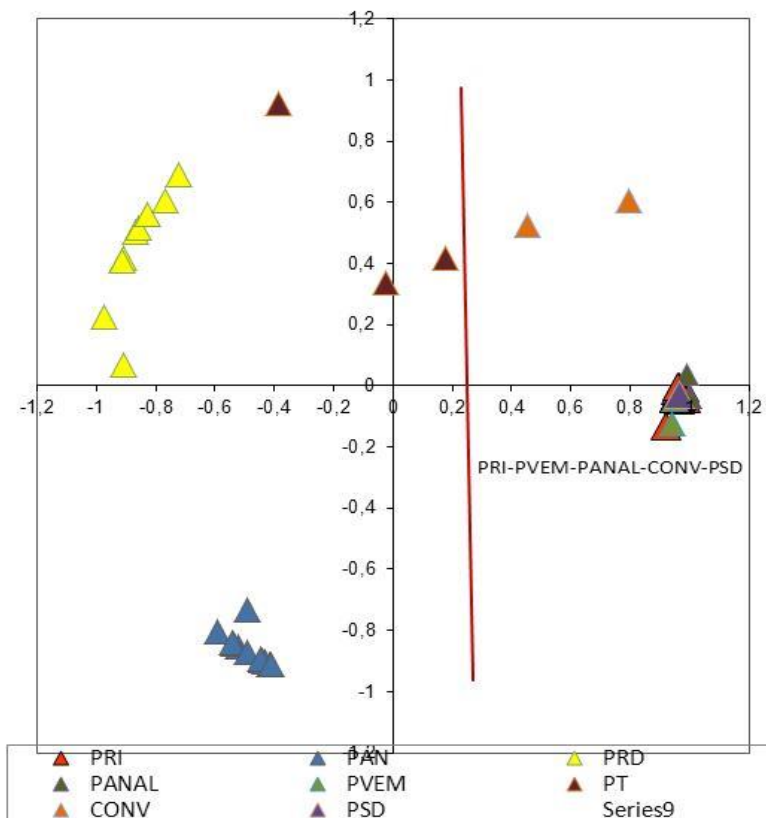 1,2
1
0,8
0,6
0,4
0,2
0
-1,2 -1 -0,8 -0,6 -0,4 -0,2 0 0,2 0,4 0,6 0,8 1 1,2
-0,2
PRI-PVEM-PANAL-CONV-PSD
-0,4
-0,6
-0,8
-1
-1,2
PRI PAN PRD
PANAL PVEM PT
CONV PSD Series9